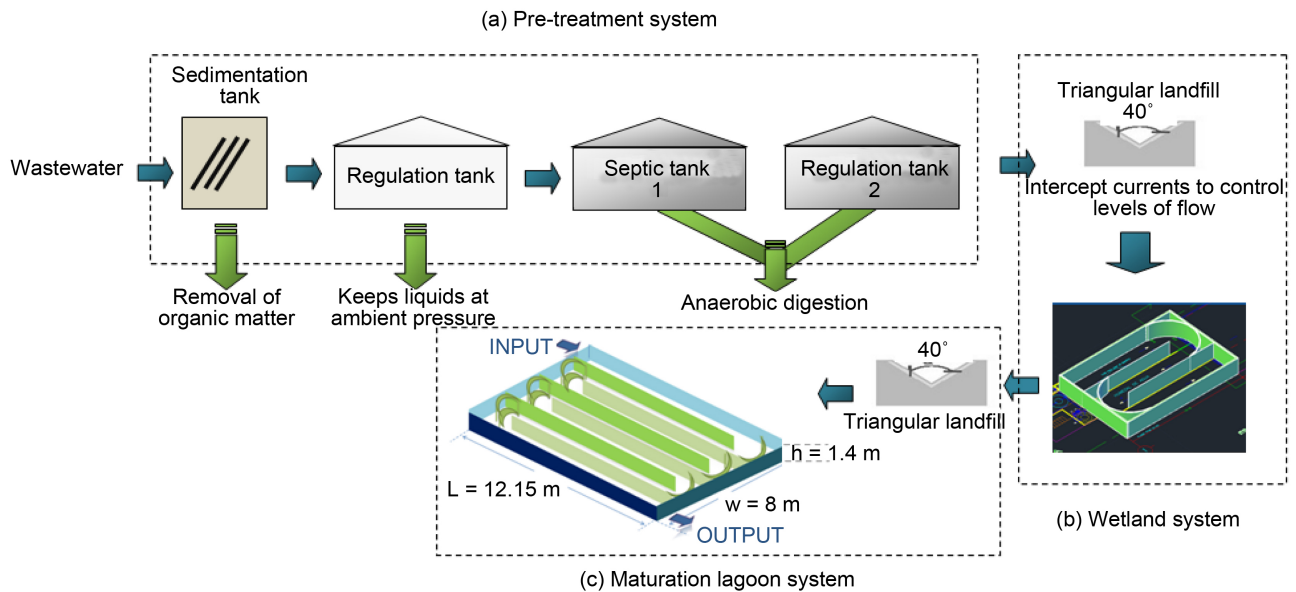 (a) Pre-treatment system
Sedimentation
tank
Wastewater
Regulation tank
Septic tank
1
Regulation tank
2
Removal of
organic matter
Keeps liquids at
ambient pressure
Anaerobic digestion
Triangular landfill
40°
Intercept currents to control
levels of flow
(b) Wetland system
40°
Triangular landfill
INPUT
h = 1.4 m
L = 12.15 m
w = 8 m
OUTPUT
(c) Maturation lagoon system